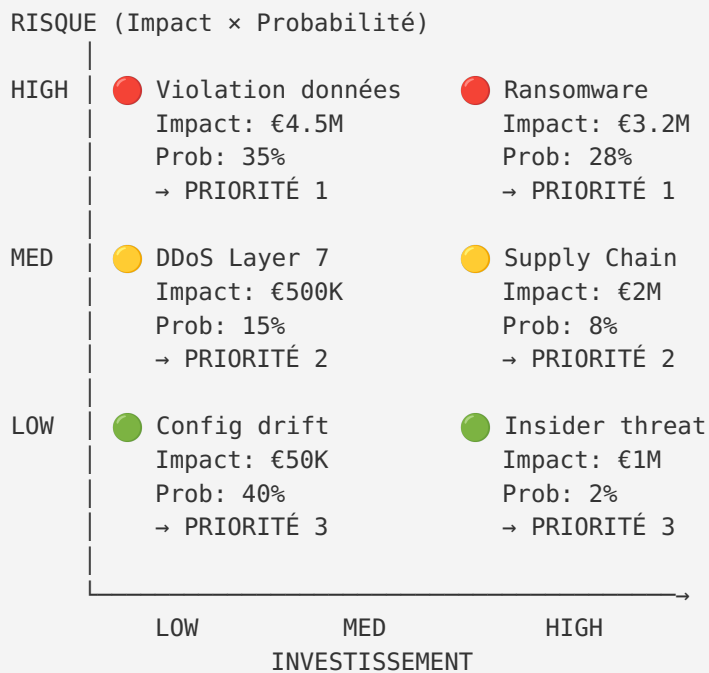 RISQUE (Impact × Probabilité)
HIGH 🔴 Violation données 🔴 Ransomware
Impact: €4.5M Impact: €3.2M
Prob: 35% Prob: 28%
→ PRIORITÉ 1 → PRIORITÉ 1
MED 🟡 DDoS Layer 7 🟡 Supply Chain
Impact: €500K Impact: €2M
Prob: 15% Prob: 8%
→ PRIORITÉ 2 → PRIORITÉ 2
LOW 🟢 Config drift 🟢 Insider threat
Impact: €50K Impact: €1M
Prob: 40% Prob: 2%
→ PRIORITÉ 3 → PRIORITÉ 3
LOW MED HIGH
INVESTISSEMENT